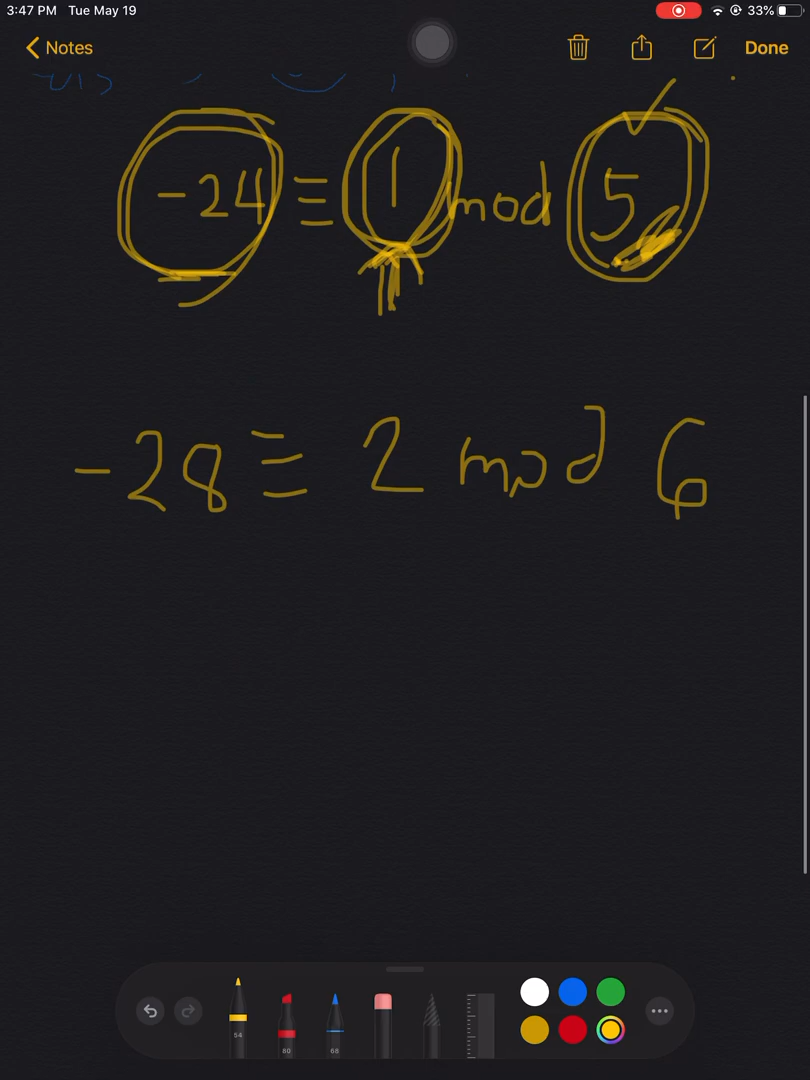 3:47 PM Tue May 19 33%
Notes Done
-24 ≡ 1 mod 5
-28 ≡ 2 mod 6
54 80 68